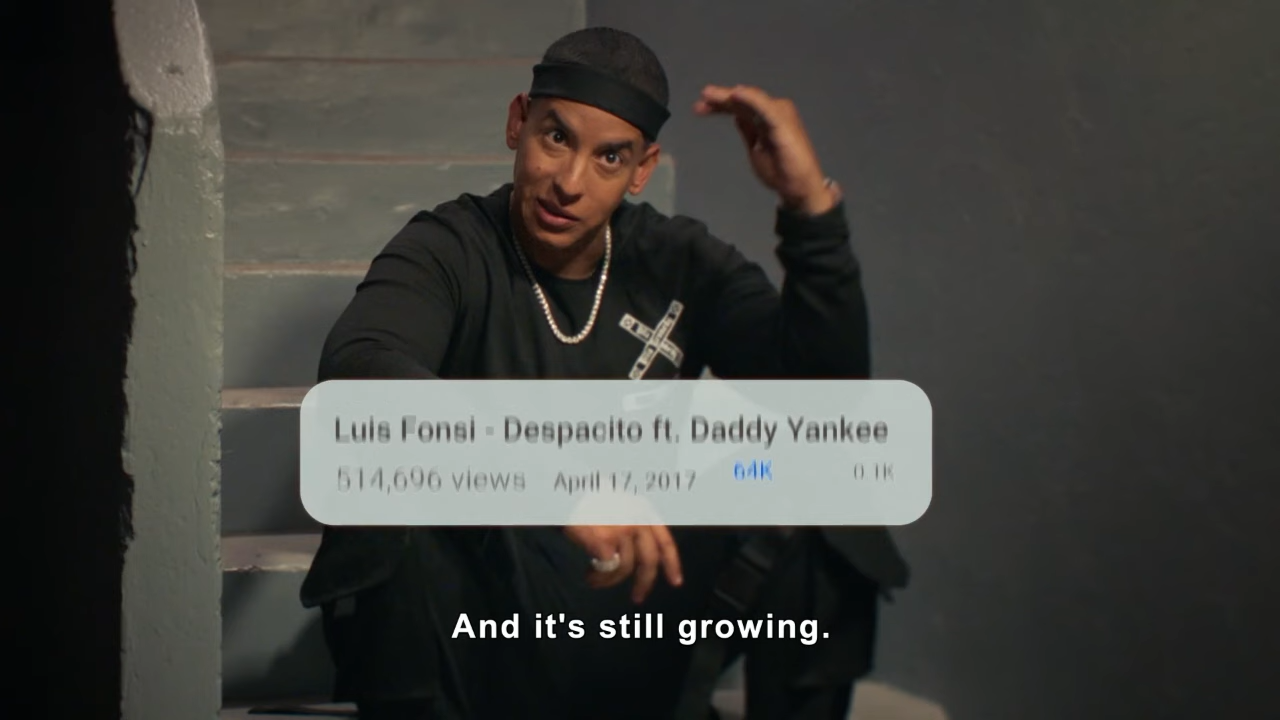 Luis Fonsi - Despacito ft. Daddy Yankee
514,696 views April 17, 2017 64K
And it's still growing.